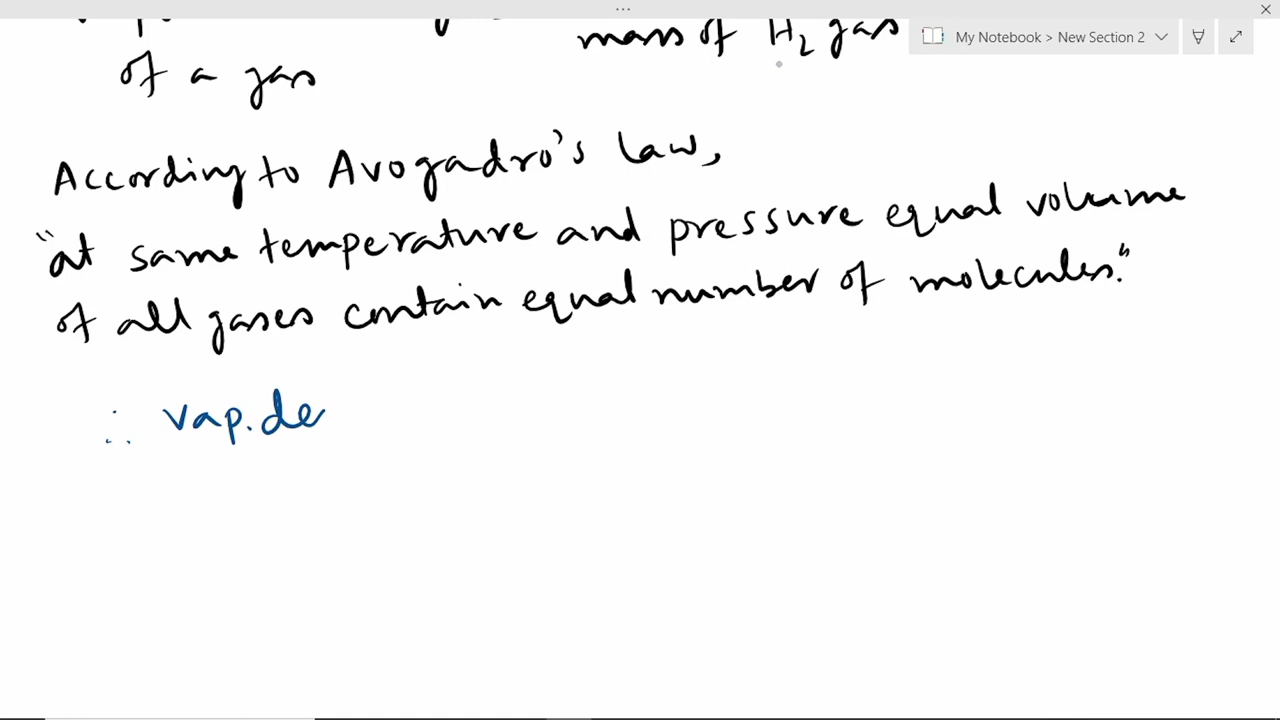 mass of H₂ gas
My Notebook > New Section 2
of a gas
According to Avogadro's law,
"at same temperature and pressure equal volume
of all gases contain equal number of molecules."
∴ vap.de